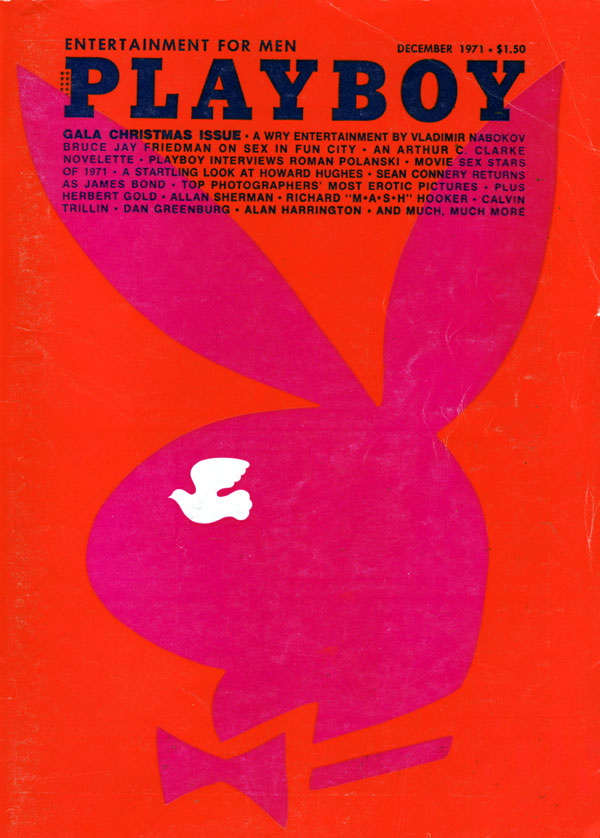 ENTERTAINMENT FOR MEN
DECEMBER 1971 • $1.50
PLAYBOY
GALA CHRISTMAS ISSUE • A WRY ENTERTAINMENT BY VLADIMIR NABOKOV
BRUCE JAY FRIEDMAN ON SEX IN FUN CITY • AN ARTHUR C. CLARKE
NOVELETTE • PLAYBOY INTERVIEWS ROMAN POLANSKI • MOVIE SEX STARS
OF 1971 • A STARTLING LOOK AT HOWARD HUGHES • SEAN CONNERY RETURNS
AS JAMES BOND • TOP PHOTOGRAPHERS' MOST EROTIC PICTURES • PLUS
HERBERT GOLD • ALLAN SHERMAN • RICHARD "M•A•S•H" HOOKER • CALVIN
TRILLIN • DAN GREENBURG • ALAN HARRINGTON • AND MUCH, MUCH MORE